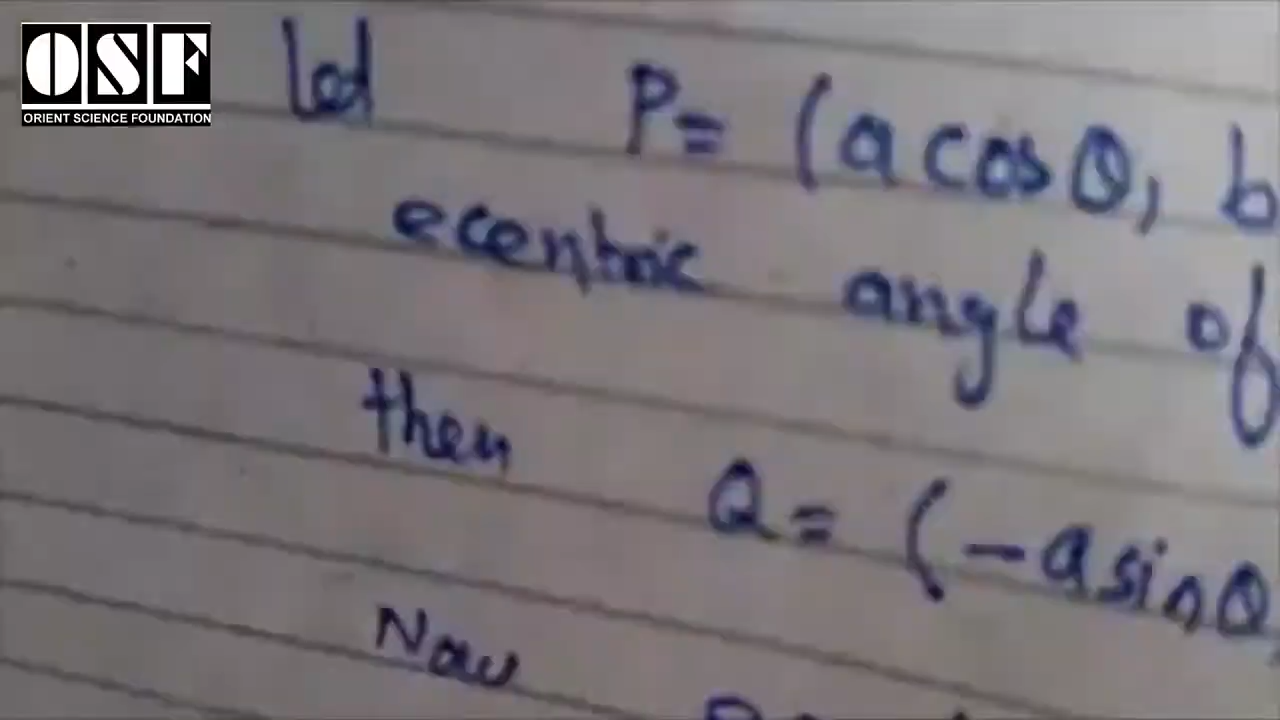 OSF
ORIENT SCIENCE FOUNDATION
Let P = (a cos θ, b
ecentric angle of
then Q = (-a sin θ
Now